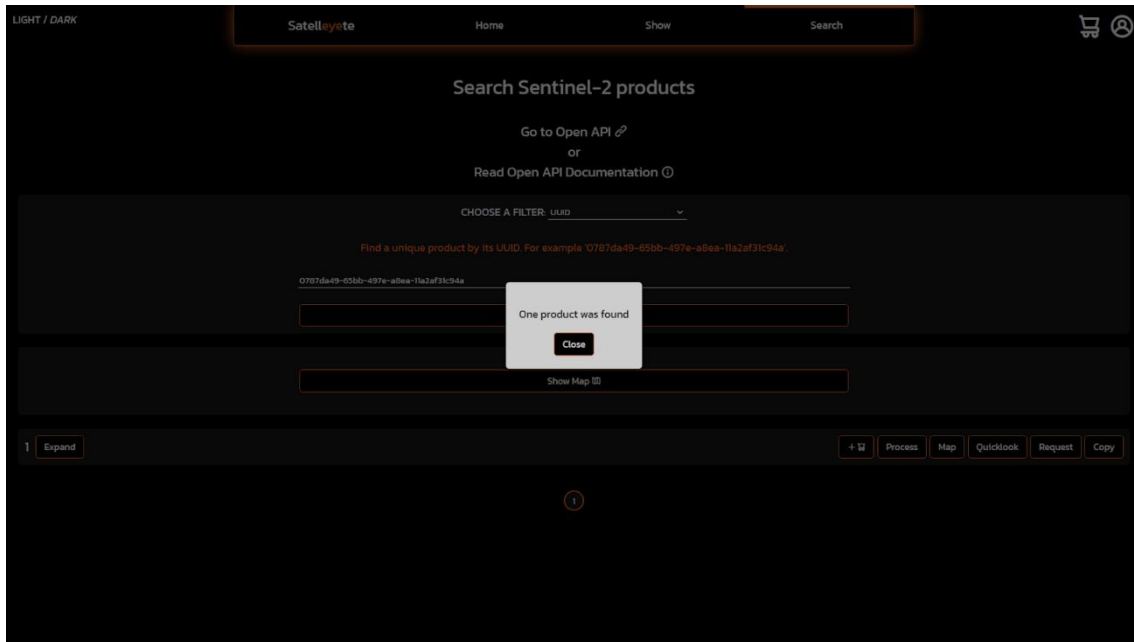 LIGHT / DARK
Satelleyete Home Show Search
Search Sentinel-2 products
Go to Open API
or
Read Open API Documentation
CHOOSE A FILTER: UUID
Find a unique product by its UUID. For example '0787da49-65bb-497e-a8ea-11a2af31c94a'.
0787da49-65bb-497e-a8ea-11a2af31c94a
One product was found
Close
Show Map
1 Expand + Process Map Quicklook Request Copy
1